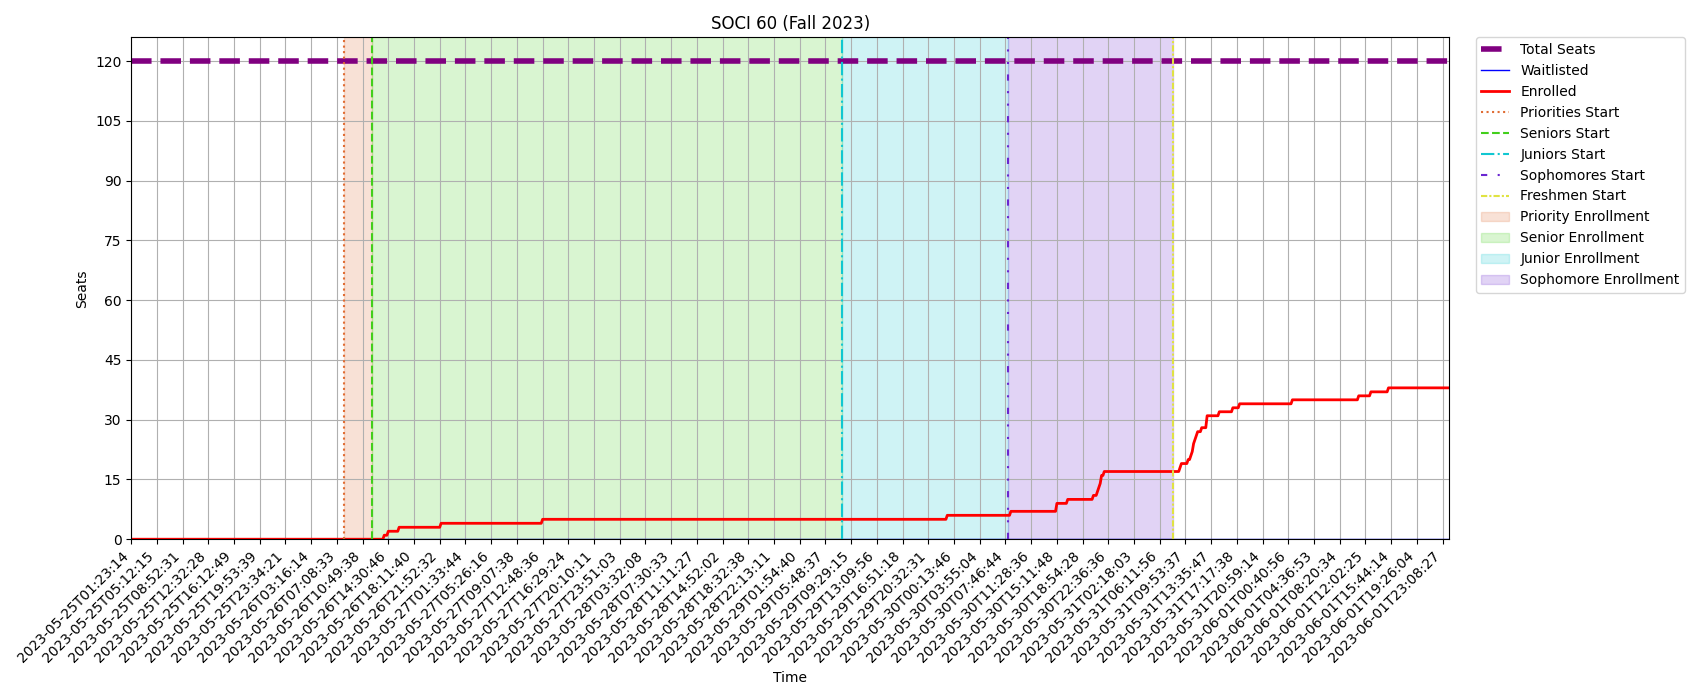 SOCI 60 (Fall 2023)
Seats
120
105
90
75
60
45
30
15
0
2023-05-25T01:23:14
2023-05-25T05:12:15
2023-05-25T08:52:31
2023-05-25T12:32:28
2023-05-25T16:12:49
2023-05-25T19:53:39
2023-05-25T23:34:21
2023-05-26T03:16:14
2023-05-26T07:08:33
2023-05-26T10:49:38
2023-05-26T14:30:46
2023-05-26T18:11:40
2023-05-26T21:52:32
2023-05-27T01:33:44
2023-05-27T05:26:16
2023-05-27T09:07:38
2023-05-27T12:48:36
2023-05-27T16:29:24
2023-05-27T20:10:11
2023-05-27T23:51:03
2023-05-28T03:32:08
2023-05-28T07:30:33
2023-05-28T11:11:27
2023-05-28T14:52:02
2023-05-28T18:32:38
2023-05-28T22:13:11
2023-05-29T01:54:40
2023-05-29T05:48:37
2023-05-29T09:29:15
2023-05-29T13:09:56
2023-05-29T16:51:18
2023-05-29T20:32:31
2023-05-30T00:13:46
2023-05-30T03:55:04
2023-05-30T07:46:44
2023-05-30T11:28:36
2023-05-30T15:11:48
2023-05-30T18:54:28
2023-05-30T22:36:36
2023-05-31T02:18:03
2023-05-31T06:11:56
2023-05-31T09:53:37
2023-05-31T13:35:47
2023-05-31T17:17:38
2023-05-31T20:59:14
2023-06-01T00:40:56
2023-06-01T04:36:53
2023-06-01T08:20:34
2023-06-01T12:02:25
2023-06-01T15:44:14
2023-06-01T19:26:04
2023-06-01T23:08:27
Time
Total Seats
Waitlisted
Enrolled
Priorities Start
Seniors Start
Juniors Start
Sophomores Start
Freshmen Start
Priority Enrollment
Senior Enrollment
Junior Enrollment
Sophomore Enrollment